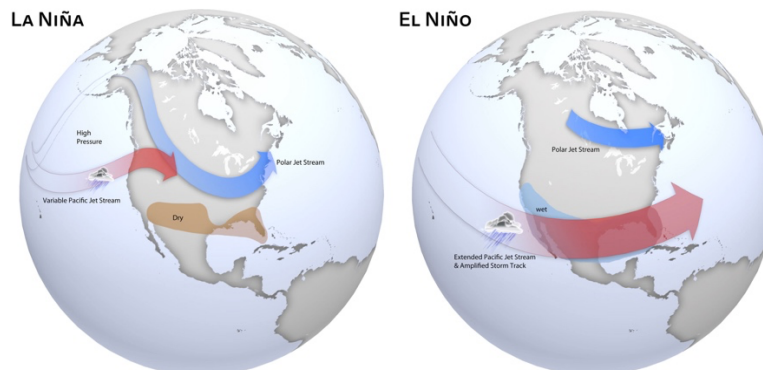 LA NIÑA
High
Pressure
Polar Jet Stream
Variable Pacific Jet Stream
Dry
EL NIÑO
Polar Jet Stream
wet
Extended Pacific Jet Stream
& Amplified Storm Track